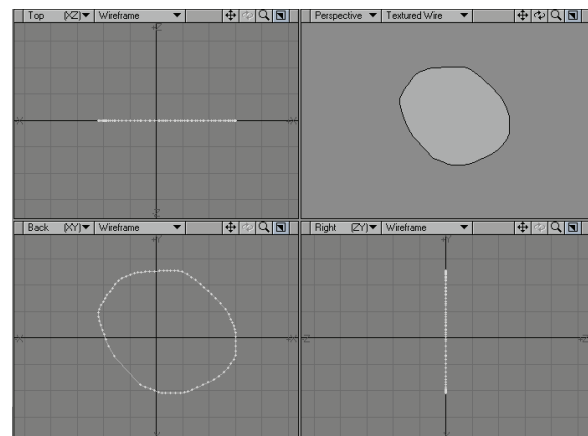 Top (XZ) Wireframe
Perspective Textured Wire
Z
X
Z
Back (XY) Wireframe
Right (ZY) Wireframe
+Y
+Y
X
+X
Z
+Z